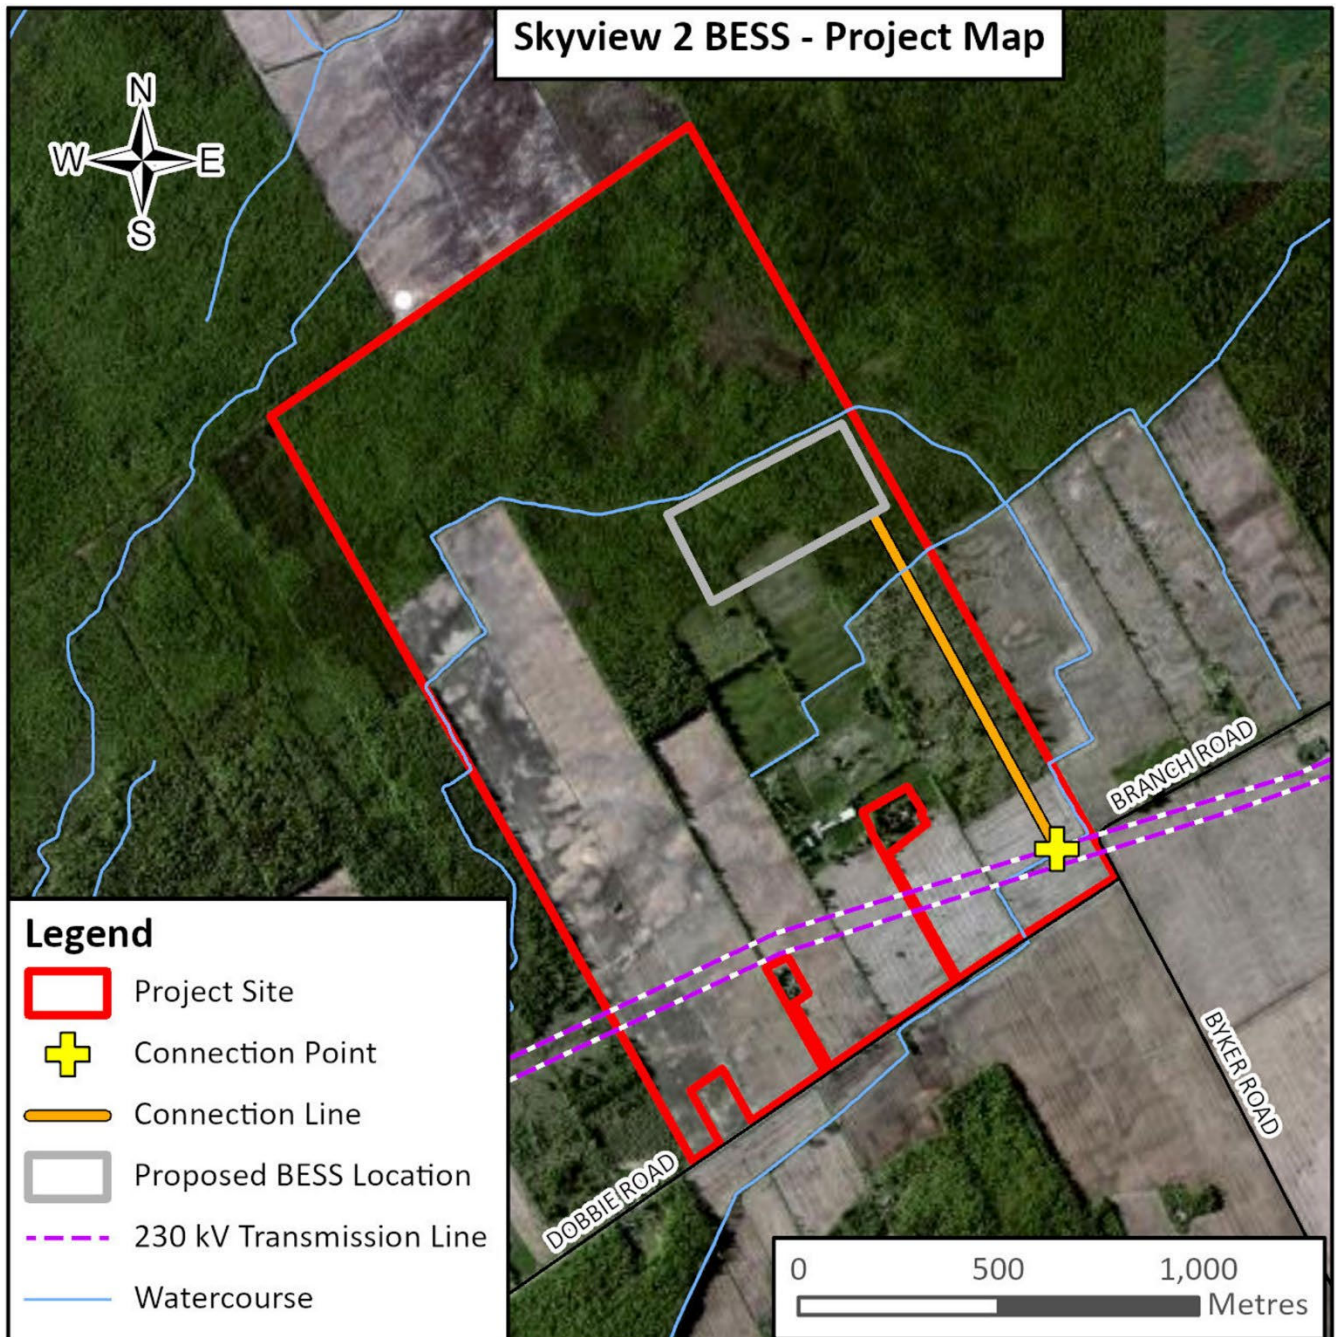 Skyview 2 BESS - Project Map
N
W E
S
BRANCH ROAD
BYKER ROAD
DOBBIE ROAD
Legend
Project Site
Connection Point
Connection Line
Proposed BESS Location
230 kV Transmission Line
Watercourse
0 500 1,000
Metres